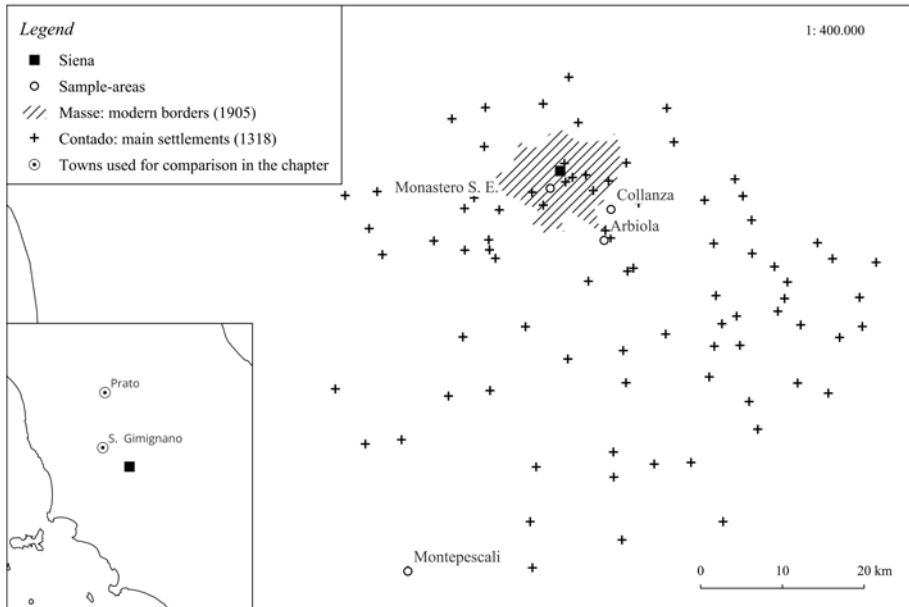 Legend
Siena
Sample-areas
Masse: modern borders (1905)
Contado: main settlements (1318)
Towns used for comparison in the chapter
1: 400.000
Monastero S. E.
Collanza
Arbiola
Prato
S. Gimignano
Montepescali
0 10 20 km